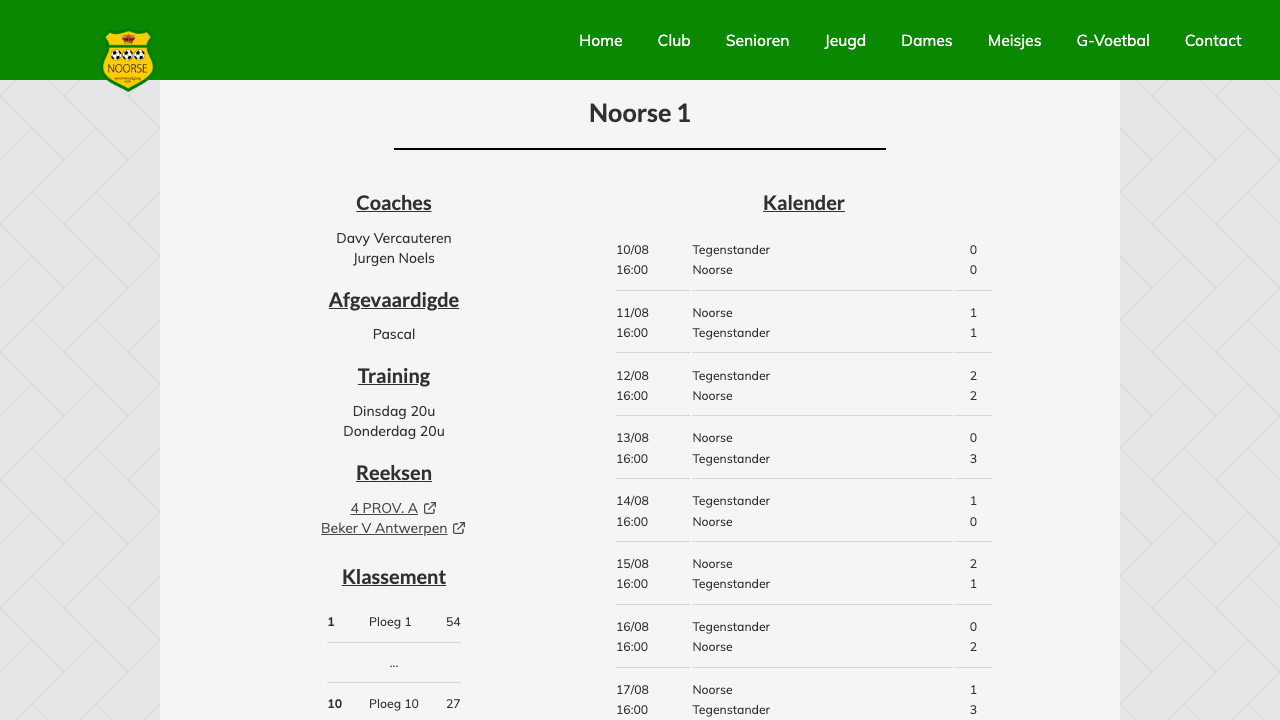 NOORSE
Home Club Senioren Jeugd Dames Meisjes G-Voetbal Contact
Noorse 1
Coaches
Davy Vercauteren
Jurgen Noels
Afgevaardigde
Pascal
Training
Dinsdag 20u
Donderdag 20u
Reeksen
4 PROV. A
Beker V Antwerpen
Klassement
1 Ploeg 1 54
...
10 Ploeg 10 27
Kalender
10/08 Tegenstander 0
16:00 Noorse 0
11/08 Noorse 1
16:00 Tegenstander 1
12/08 Tegenstander 2
16:00 Noorse 2
13/08 Noorse 0
16:00 Tegenstander 3
14/08 Tegenstander 1
16:00 Noorse 0
15/08 Noorse 2
16:00 Tegenstander 1
16/08 Tegenstander 0
16:00 Noorse 2
17/08 Noorse 1
16:00 Tegenstander 3